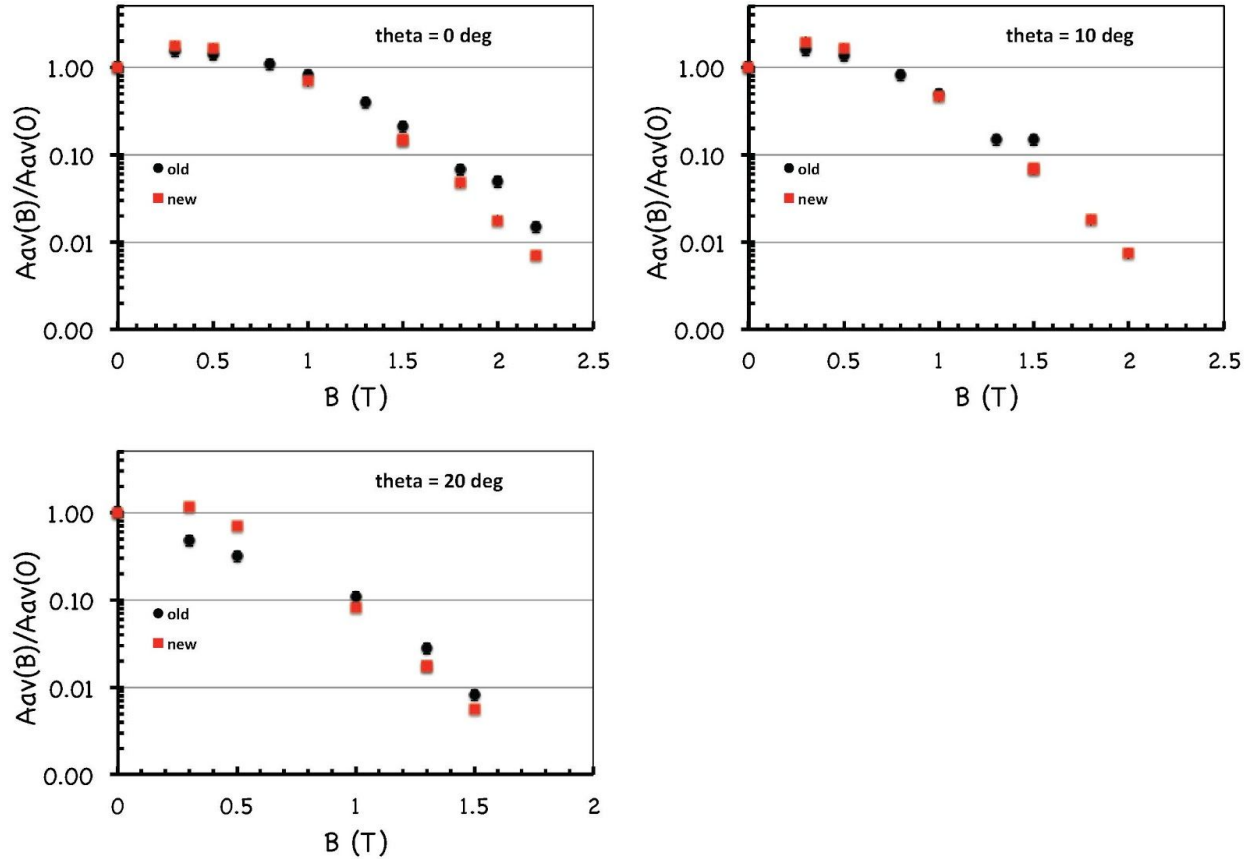 theta = 0 deg
1.00
0.10
0.01
0.00
Aav(B)/Aav(0)
old
new
0 0.5 1 1.5 2 2.5
B (T)
theta = 10 deg
1.00
0.10
0.01
0.00
Aav(B)/Aav(0)
old
new
0 0.5 1 1.5 2 2.5
B (T)
theta = 20 deg
1.00
0.10
0.01
0.00
Aav(B)/Aav(0)
old
new
0 0.5 1 1.5 2
B (T)